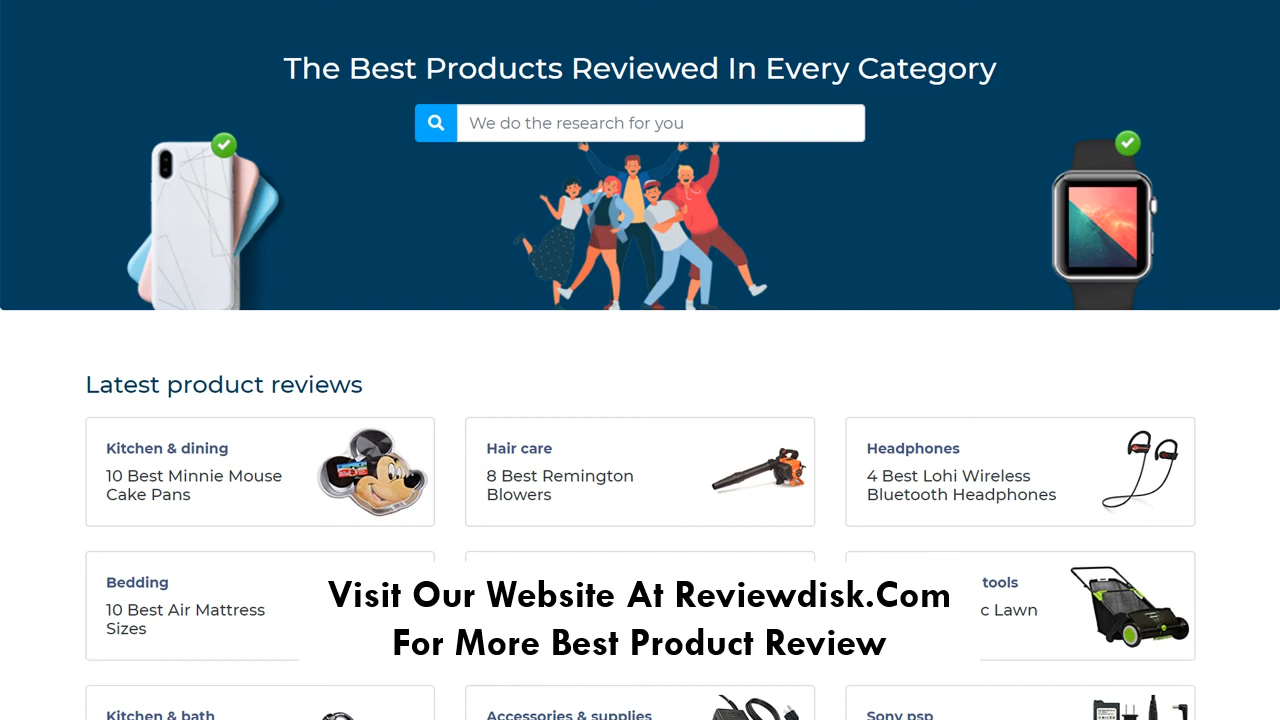 The Best Products Reviewed In Every Category
We do the research for you
Latest product reviews
Kitchen & dining
10 Best Minnie Mouse
Cake Pans
Hair care
8 Best Remington
Blowers
Headphones
4 Best Lohi Wireless
Bluetooth Headphones
Bedding
10 Best Air Mattress
Sizes
tools
c Lawn
Visit Our Website At Reviewdisk.Com
For More Best Product Review
Kitchen & bath
Accessories & supplies
Sony psp